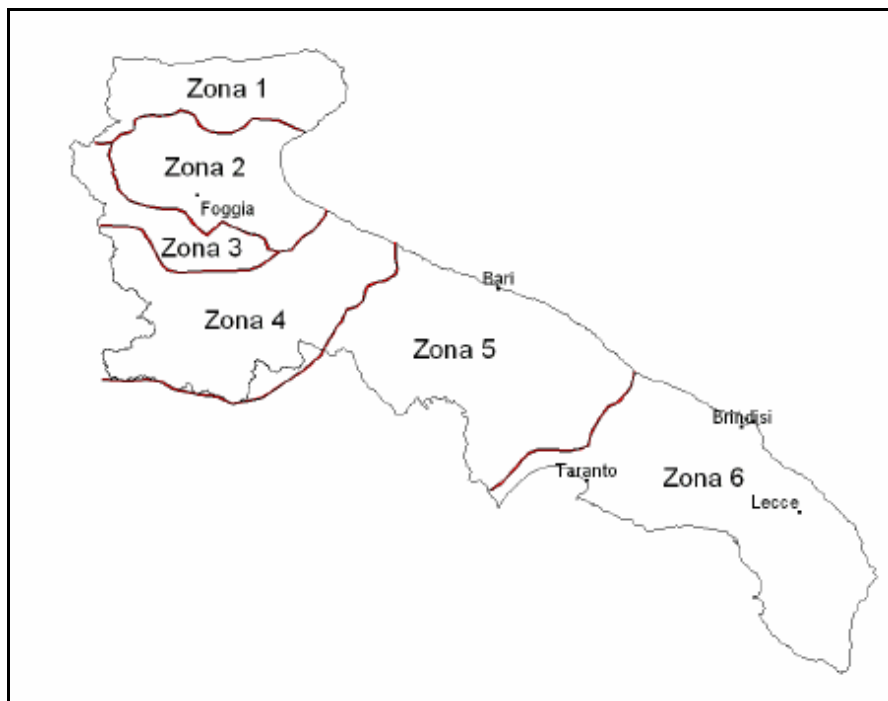 Zona 1
Zona 2
Foggia
Zona 3
Bari
Zona 4
Zona 5
Brindisi
Taranto
Zona 6
Lecce